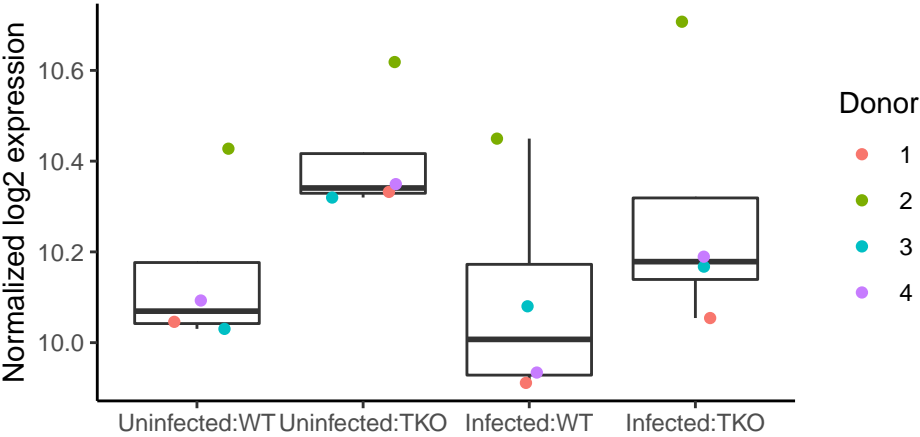 Normalized log2 expression
10.6
10.4
10.2
10.0
Uninfected:WT
Uninfected:TKO
Infected:WT
Infected:TKO
Donor
1
2
3
4